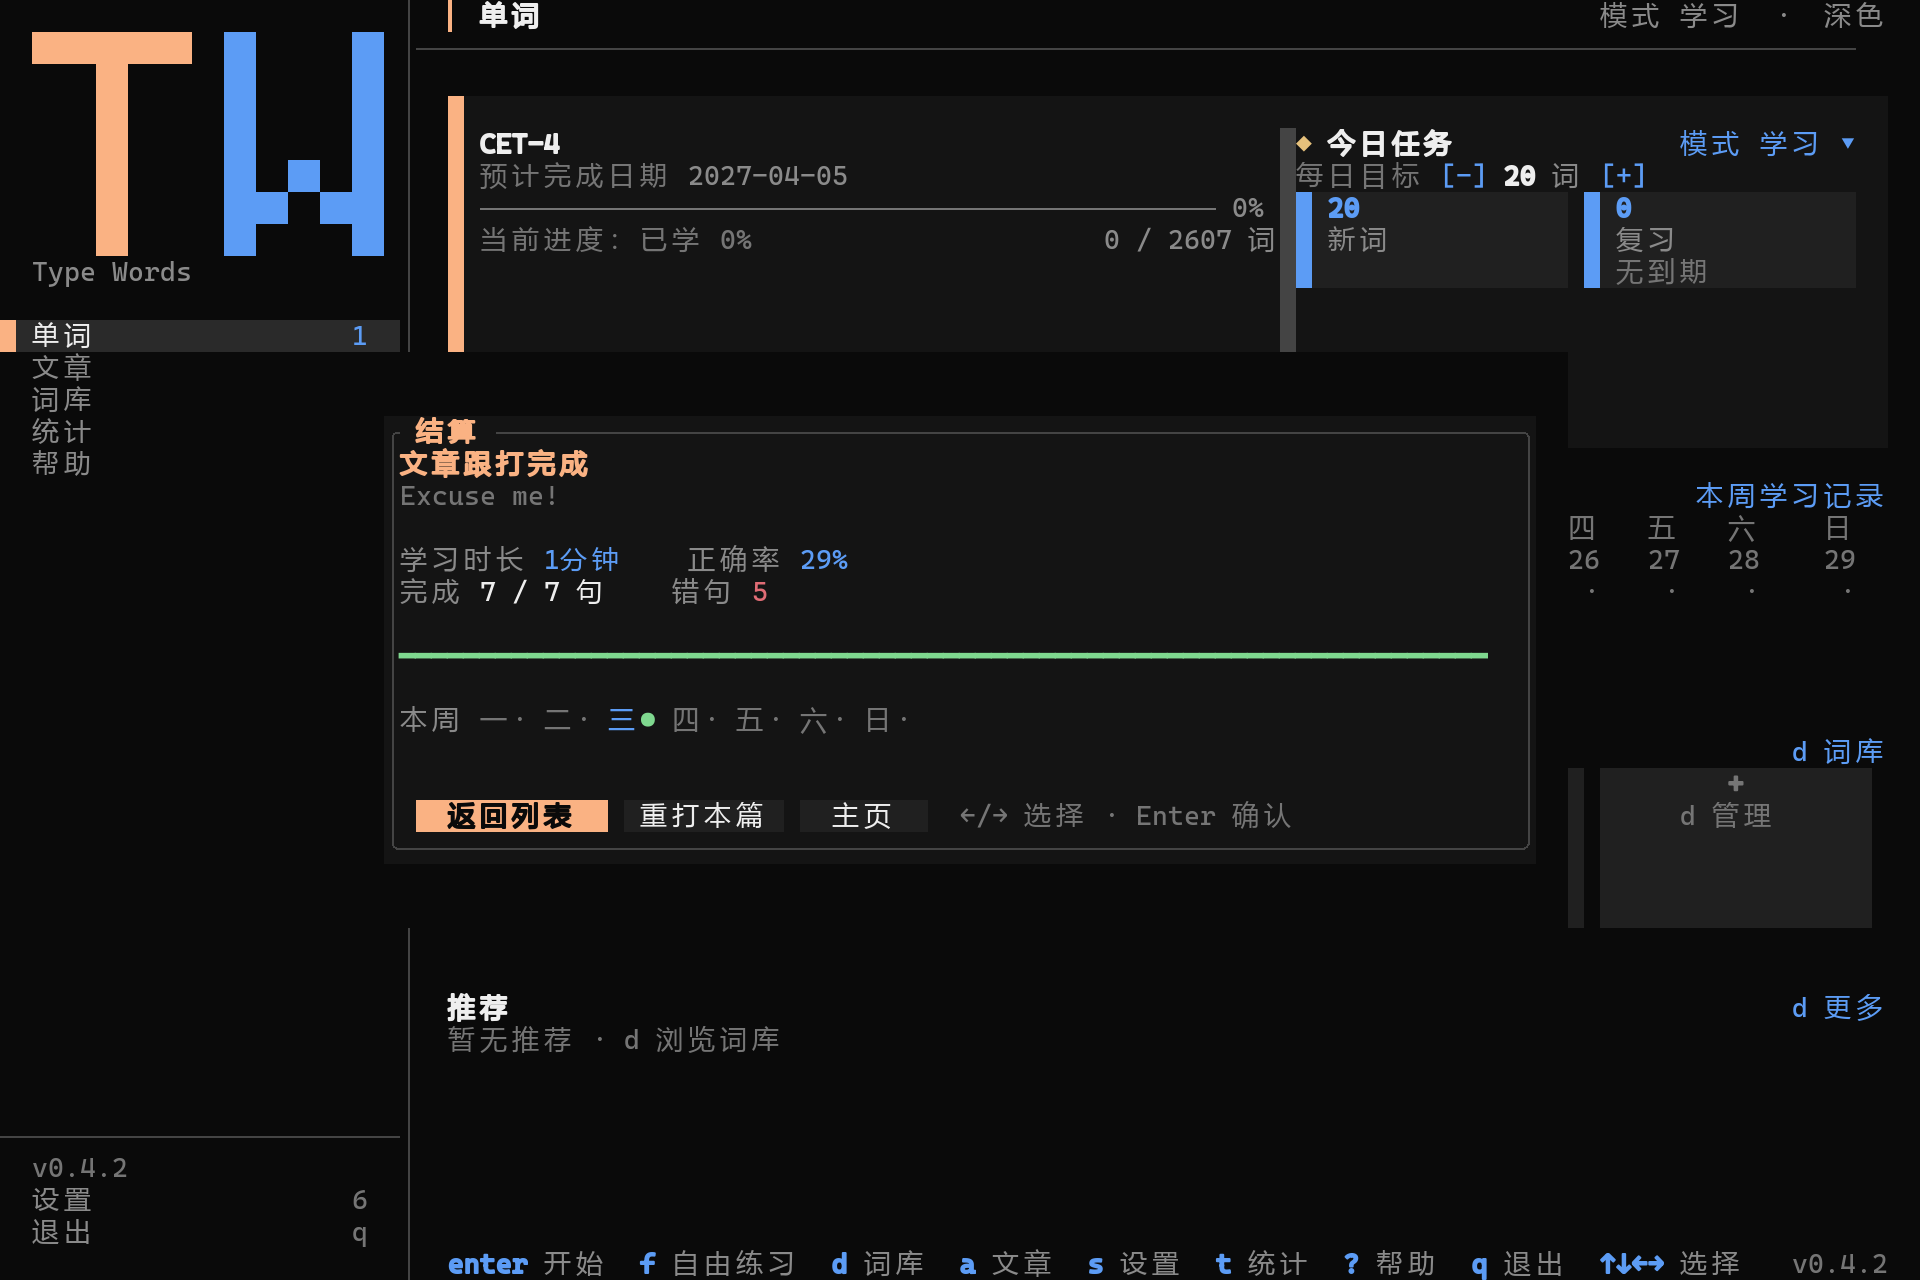 单词
模式 学习 · 深色
TW
Type Words
单词 1
文章
词库
统计
帮助
CET-4
预计完成日期 2027-04-05
0%
当前进度: 已学 0%
0 / 2607 词
◆ 今日任务
模式 学习 ▼
每日目标 [-] 20 词 [+]
20
新词
0
复习
无到期
结算
文章跟打完成
Excuse me!
学习时长 1分钟 正确率 29%
完成 7 / 7 句 错句 5
本周 一· 二· 三● 四· 五· 六· 日·
返回列表 重打本篇 主页 ←/→ 选择 · Enter 确认
本周学习记录
四 五 六 日
26 27 28 29
· · · ·
d 词库
+
d 管理
推荐
d 更多
暂无推荐 · d 浏览词库
v0.4.2
设置 6
退出 q
enter 开始 f 自由练习 d 词库 a 文章 s 设置 t 统计 ? 帮助 q 退出 ↑↓←→ 选择 v0.4.2